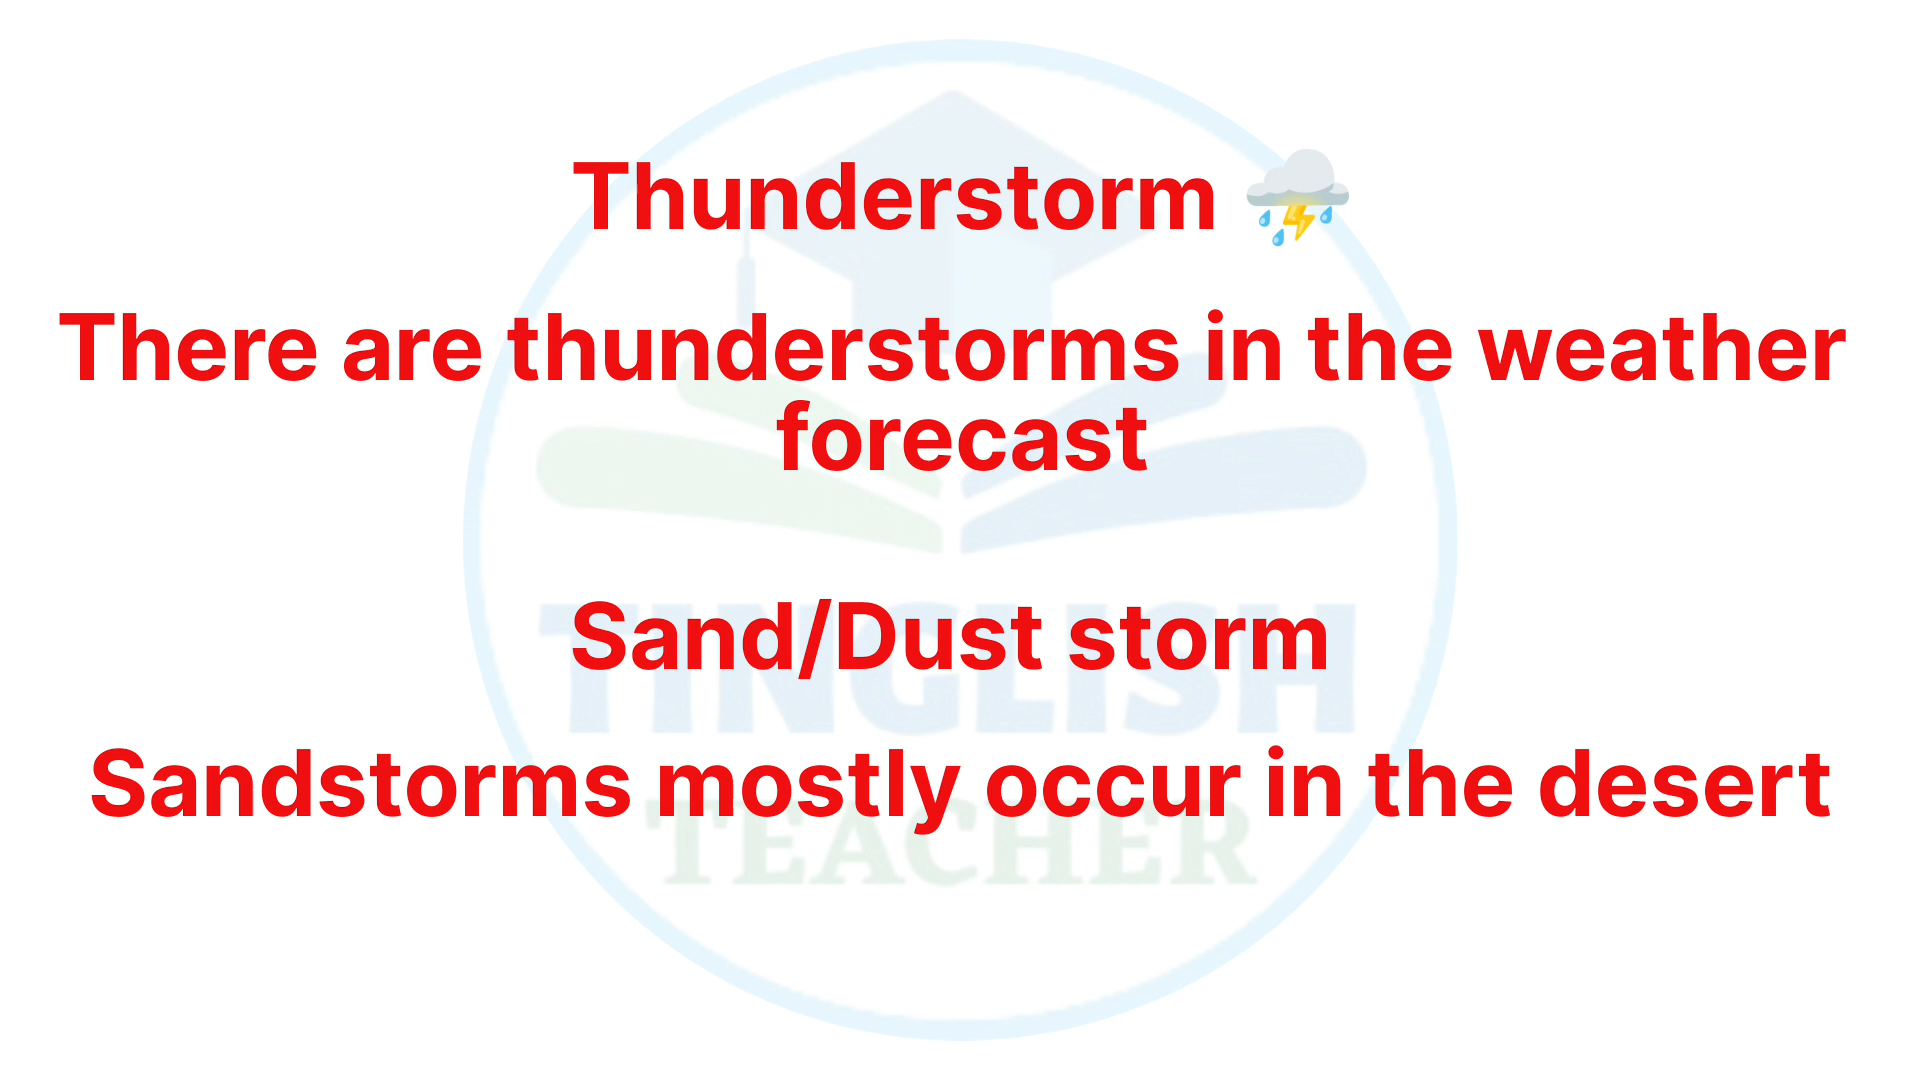 Thunderstorm ⛈️
There are thunderstorms in the weather
forecast
Sand/Dust storm
Sandstorms mostly occur in the desert
TINGLISH
TEACHER